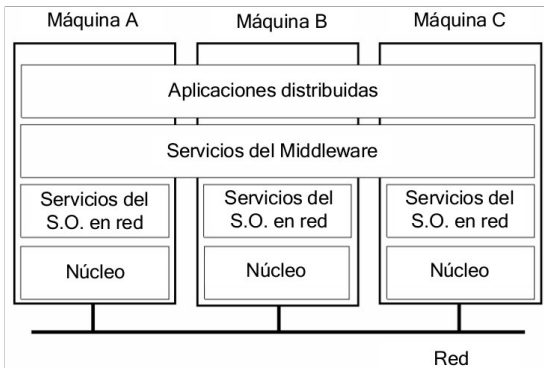 Máquina A
Máquina B
Máquina C
Aplicaciones distribuidas
Servicios del Middleware
Servicios del
S.O. en red
Servicios del
S.O. en red
Servicios del
S.O. en red
Núcleo
Núcleo
Núcleo
Red